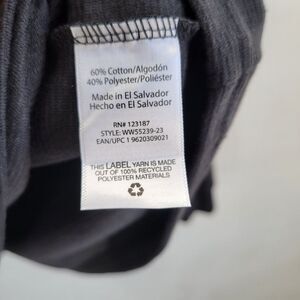 60% Cotton/Algodón
40% Polyester/Poliéster
Made in El Salvador
Hecho en El Salvador
RN# 123187
STYLE: WW55239-23
EAN/UPC 1 9620309021
THIS LABEL YARN IS MADE
OUT OF 100% RECYCLED
POLYESTER MATERIALS